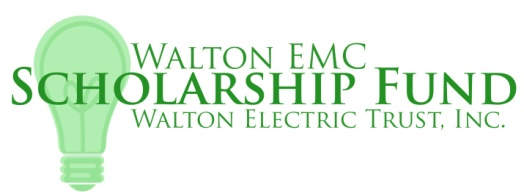 Walton EMC
Scholarship Fund
Walton Electric Trust, Inc.